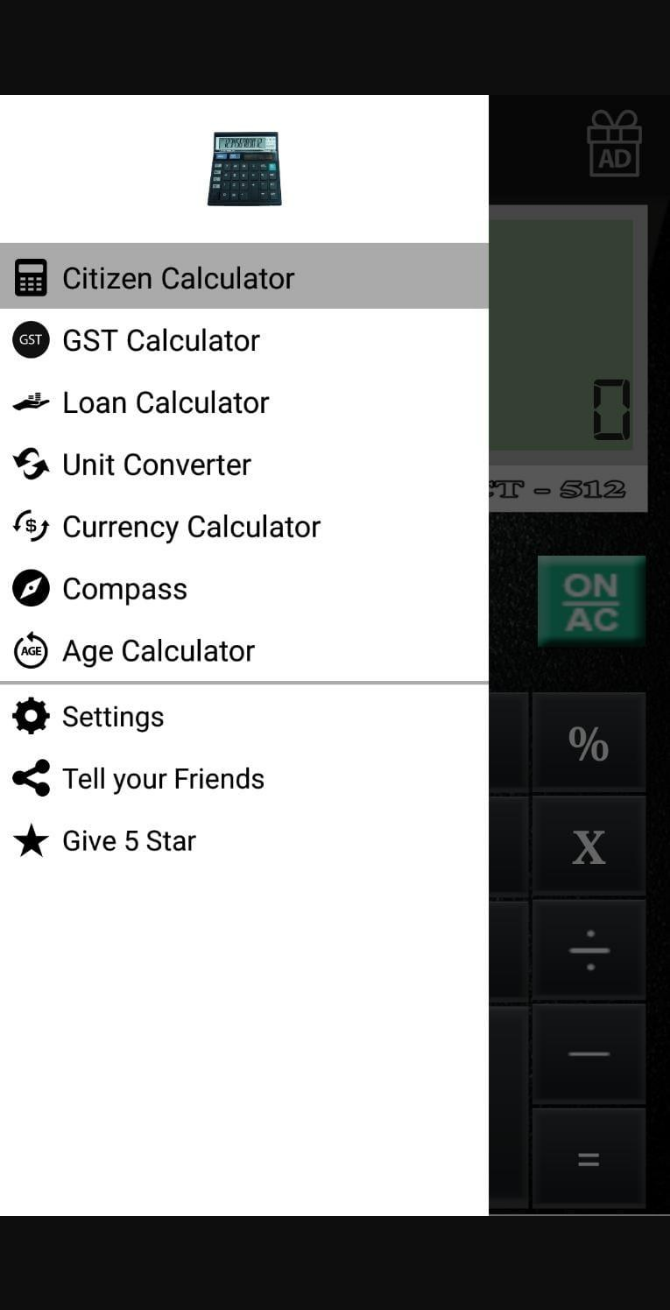 AD
Citizen Calculator
GST GST Calculator
Loan Calculator
Unit Converter
$ Currency Calculator
Compass
AGE Age Calculator
Settings
Tell your Friends
Give 5 Star
0
CT - 512
ON
AC
%
X
÷
—
=